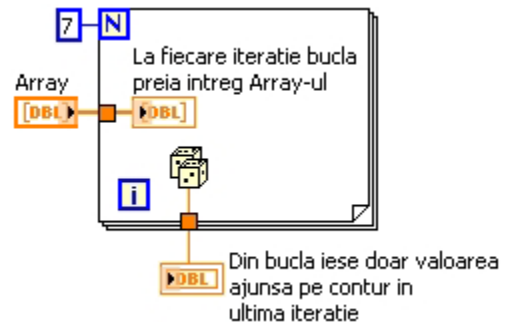 7
N
La fiecare iteratie bucla
preia intreg Array-ul
Array
[DBL]
DBL]
i
DBL
Din bucla iese doar valoarea
ajunsa pe contur in
ultima iteratie